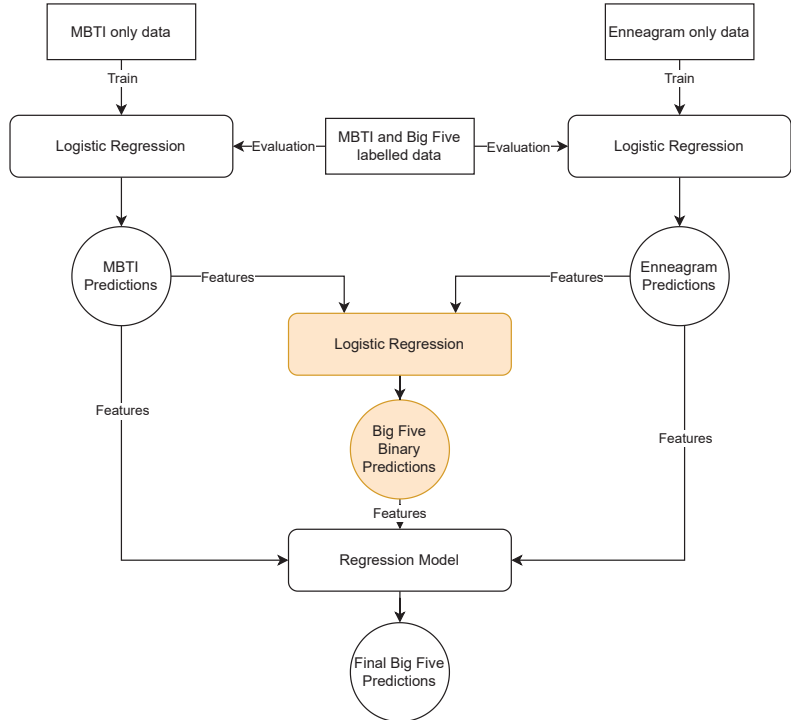 MBTI only data
Enneagram only data
Train
Train
Logistic Regression
Evaluation
MBTI and Big Five
labelled data
Evaluation
Logistic Regression
MBTI
Predictions
Features
Features
Enneagram
Predictions
Logistic Regression
Features
Big Five
Binary
Predictions
Features
Features
Regression Model
Final Big Five
Predictions